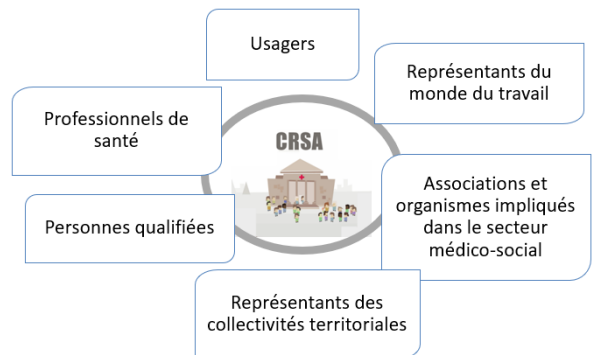 Usagers
Représentants du
monde du travail
Professionnels de
santé
CRSA
Associations et
organismes impliqués
dans le secteur
médico-social
Personnes qualifiées
Représentants des
collectivités territoriales